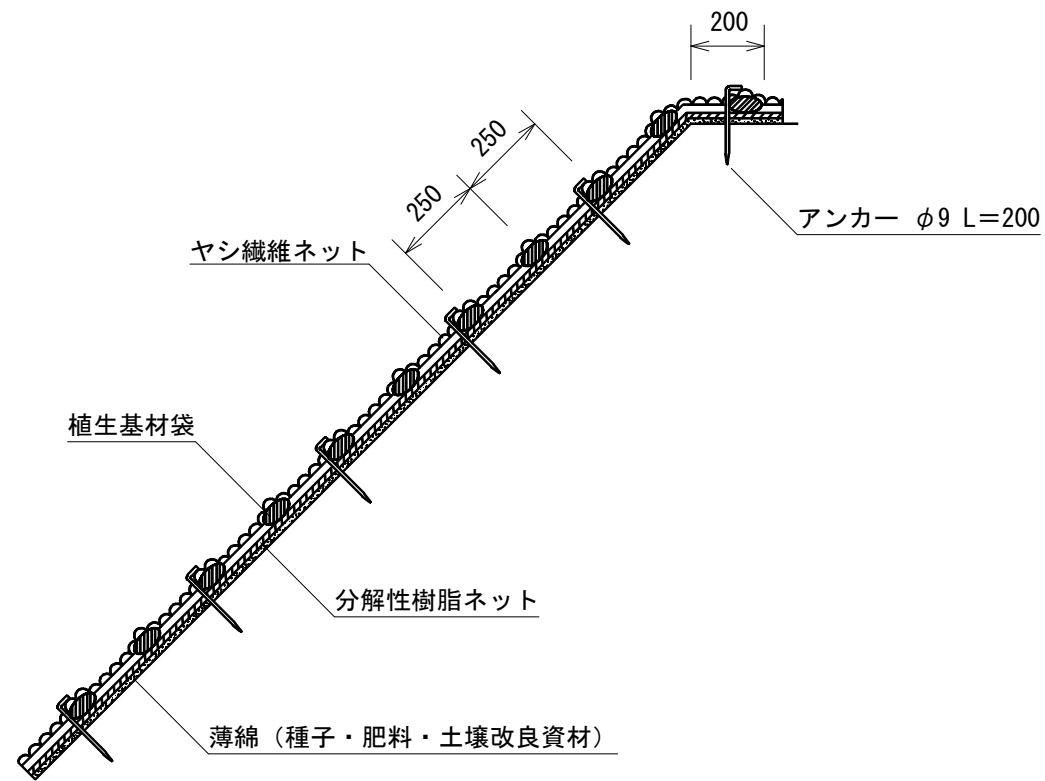 200
250
250
アンカー φ9 L=200
ヤシ繊維ネット
植生基材袋
分解性樹脂ネット
薄綿（種子・肥料・土壌改良資材）